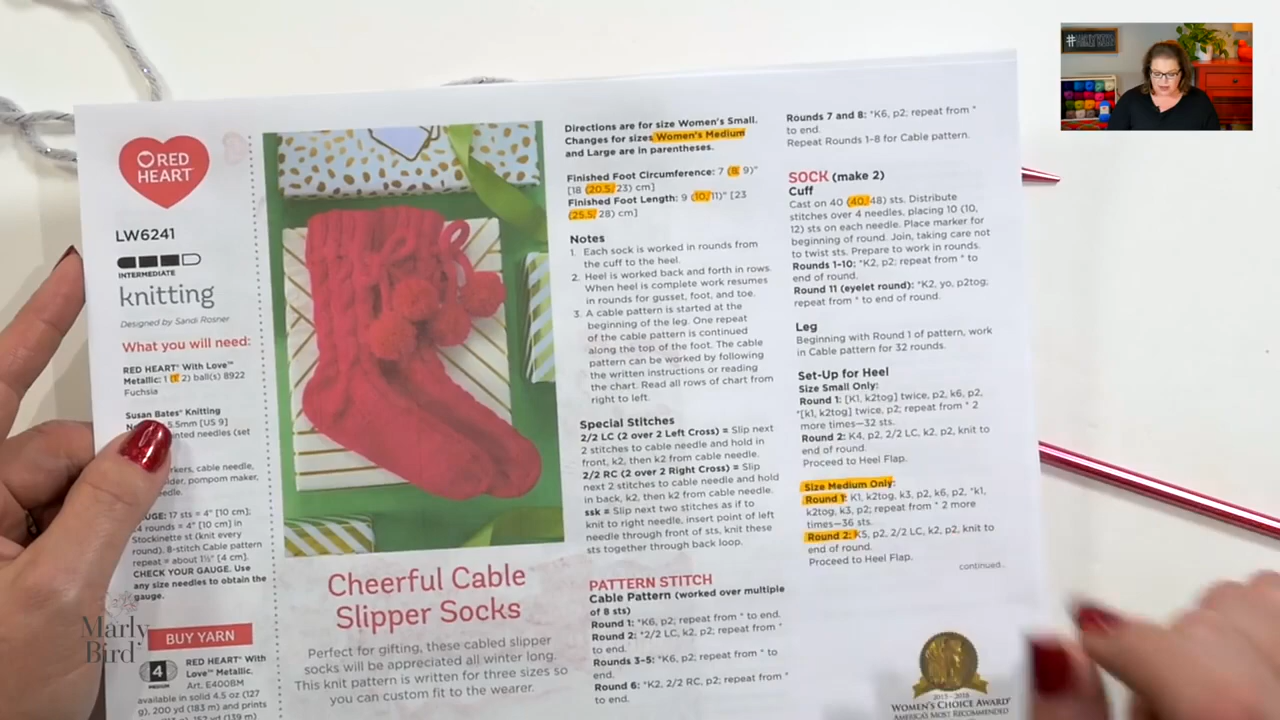 RED
HEART
LW6241
INTERMEDIATE
knitting
Designed by Sandi Rosner
What you will need:
RED HEART® With Love™
Metallic: 1 (1, 2) ball(s) 8922
Fuchsia
Susan Bates® Knitting
5.5mm [US 9]
needles (set
cable needle,
pompom maker,
17 sts = 4" [10 cm];
rounds = 4" [10 cm] in
Stockinette st (knit every
round). 8-stitch Cable pattern
repeat = about 1½" [4 cm].
CHECK YOUR GAUGE. Use
any size needles to obtain the
gauge.
Marly
Bird
BUY YARN
4
MEDIUM
RED HEART® With
Love™ Metallic,
Art. E400BM
available in solid 4.5 oz (127
g), 200 yd (183 m) and prints
Cheerful Cable
Slipper Socks
Perfect for gifting, these cabled slipper
socks will be appreciated all winter long.
This knit pattern is written for three sizes so
you can custom fit to the wearer.
Directions are for size Women's Small.
Changes for sizes Women's Medium
and Large are in parentheses.
Finished Foot Circumference: 7 (8, 9)"
[18 (20.5, 23) cm]
Finished Foot Length: 9 (10, 11)" [23
(25.5, 28) cm]
Notes
1. Each sock is worked in rounds from
the cuff to the heel.
2. Heel is worked back and forth in rows.
When heel is complete work resumes
in rounds for gusset, foot, and toe.
3. A cable pattern is started at the
beginning of the leg. One repeat
of the cable pattern is continued
along the top of the foot. The cable
pattern can be worked by following
the written instructions or reading
the chart. Read all rows of chart from
right to left.
Special Stitches
2/2 LC (2 over 2 Left Cross) = Slip next
2 stitches to cable needle and hold in
front, k2, then k2 from cable needle.
2/2 RC (2 over 2 Right Cross) = Slip
next 2 stitches to cable needle and hold
in back, k2, then k2 from cable needle.
ssk = Slip next two stitches as if to
knit to right needle, insert point of left
needle through front of sts, knit these
sts together through back loop.
PATTERN STITCH
Cable Pattern (worked over multiple
of 8 sts)
Round 1: *K6, p2; repeat from * to end.
Round 2: *2/2 LC, k2, p2; repeat from *
to end.
Rounds 3-5: *K6, p2; repeat from * to
end.
Round 6: *K2, 2/2 RC, p2; repeat from *
to end.
Rounds 7 and 8: *K6, p2; repeat from *
to end.
Repeat Rounds 1-8 for Cable pattern.
SOCK (make 2)
Cuff
Cast on 40 (40, 48) sts. Distribute
stitches over 4 needles, placing 10 (10,
12) sts on each needle. Place marker for
beginning of round. Join, taking care not
to twist sts. Prepare to work in rounds.
Rounds 1-10: *K2, p2; repeat from * to
end of round.
Round 11 (eyelet round): *K2, yo, p2tog;
repeat from * to end of round.
Leg
Beginning with Round 1 of pattern, work
in Cable pattern for 32 rounds.
Set-Up for Heel
Size Small Only:
Round 1: [K1, k2tog] twice, p2, k6, p2,
*[k1, k2tog] twice, p2; repeat from * 2
more times—32 sts.
Round 2: K4, p2, 2/2 LC, k2, p2, knit to
end of round.
Proceed to Heel Flap.
Size Medium Only:
Round 1: K1, k2tog, k3, p2, k6, p2, *k1,
k2tog, k3, p2; repeat from * 2 more
times—36 sts.
Round 2: K5, p2, 2/2 LC, k2, p2, knit to
end of round.
Proceed to Heel Flap.
continued...
WOMEN'S CHOICE AWARD
AMERICA'S MOST RECOMMENDED